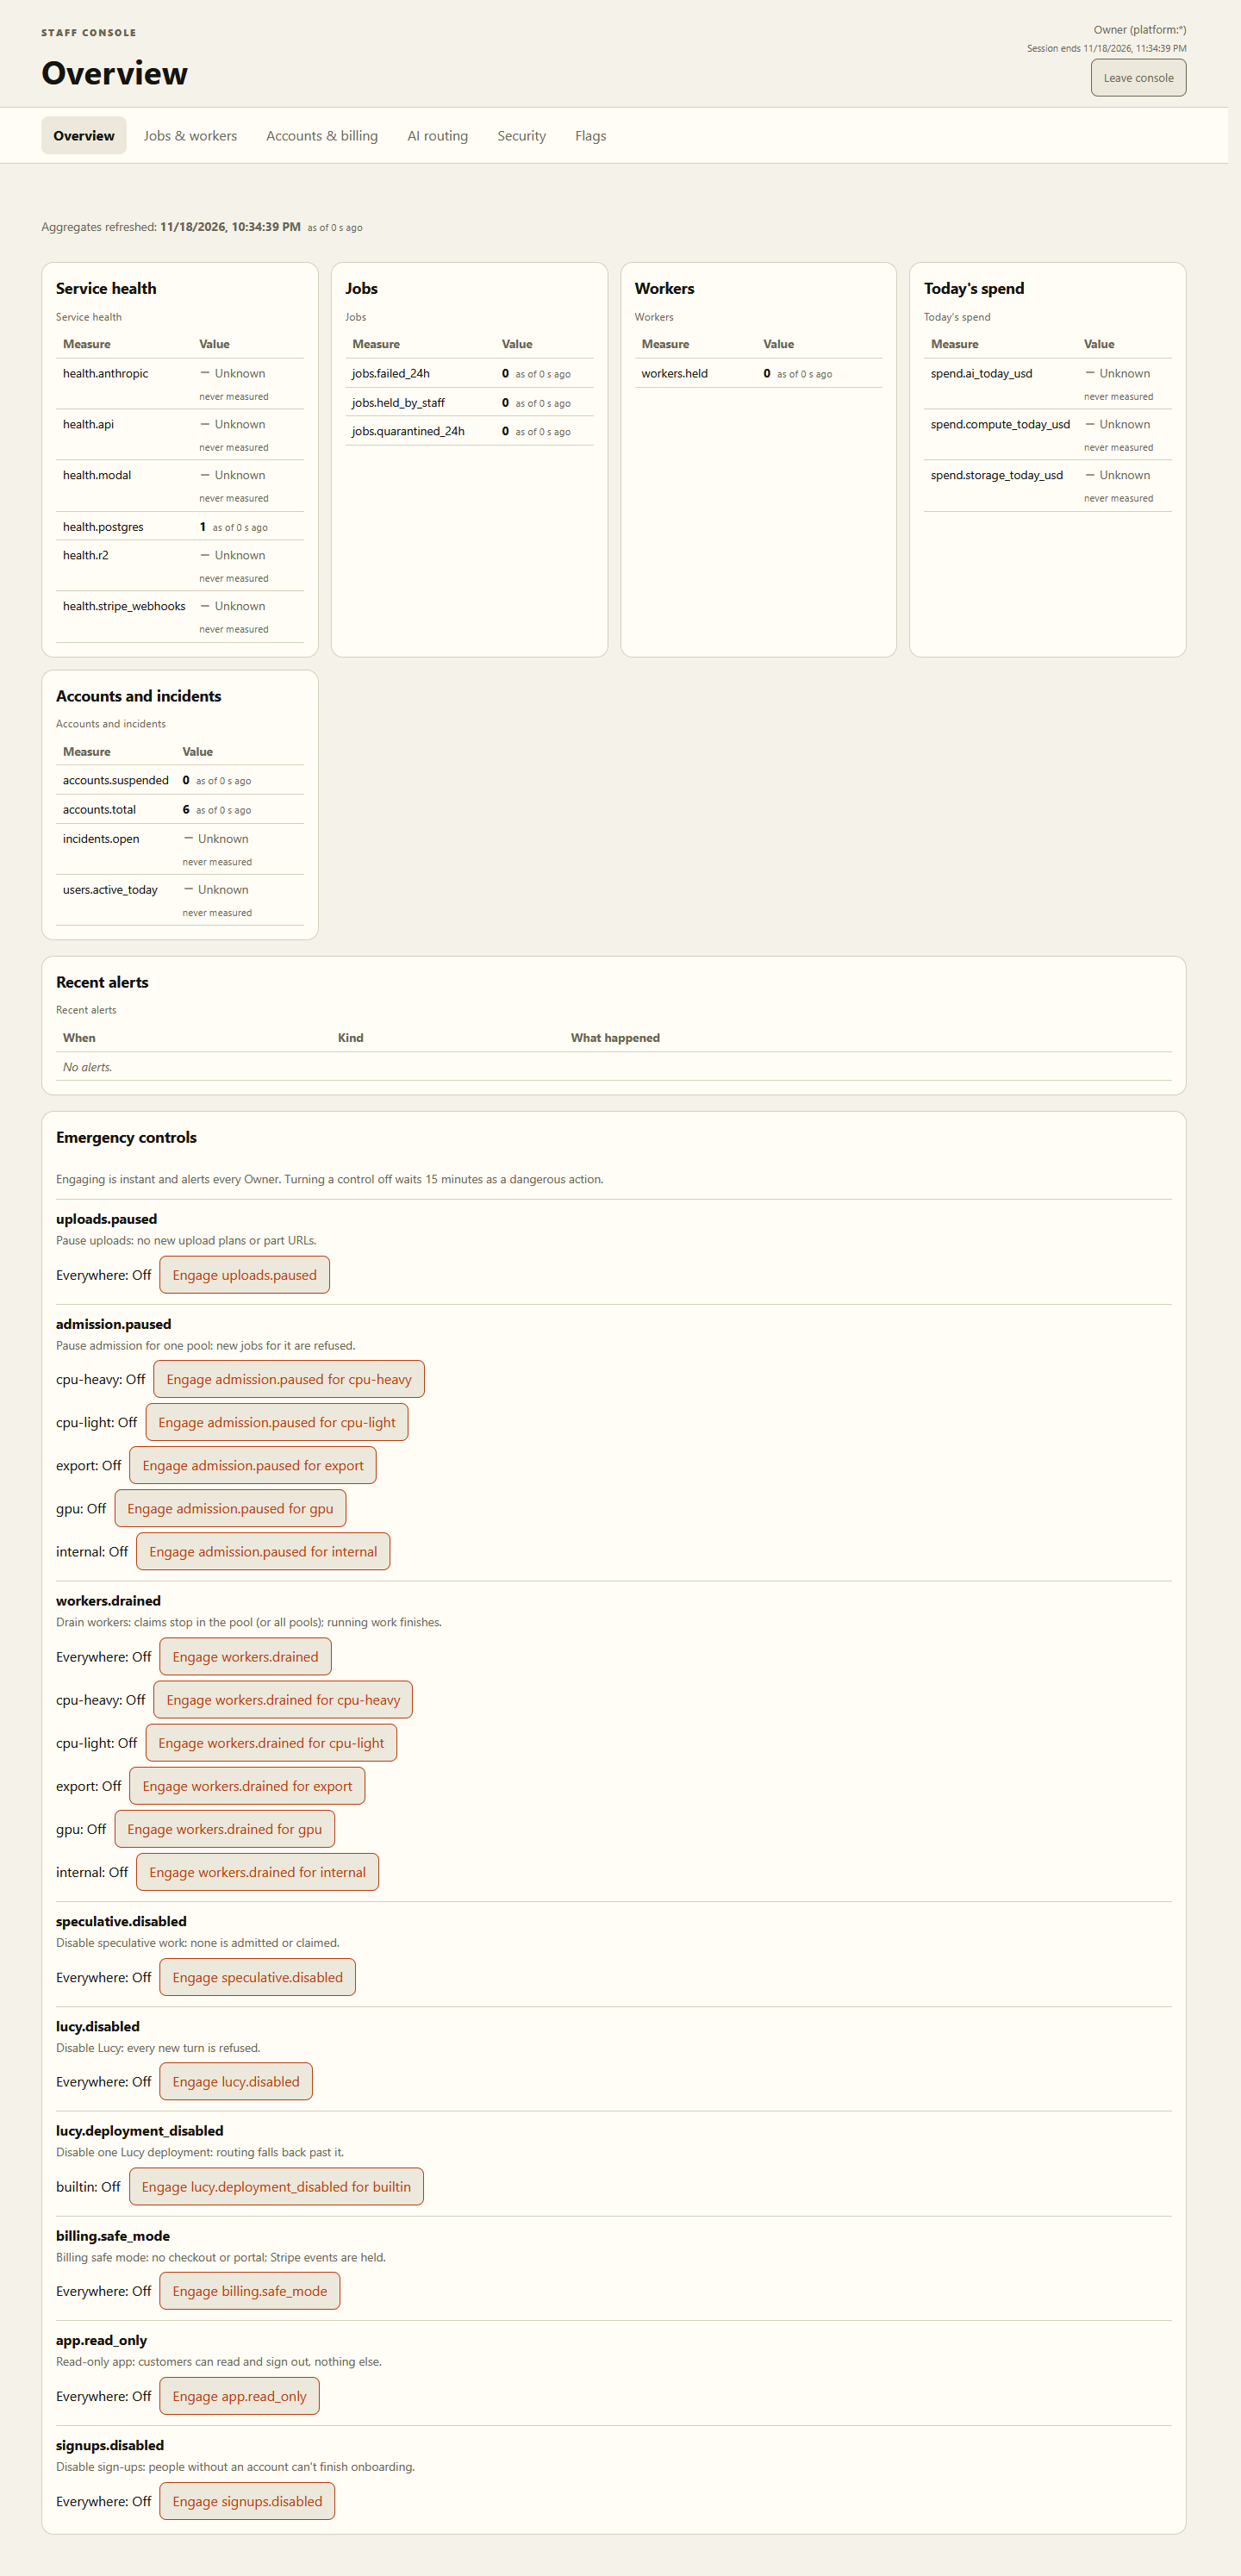 STAFF CONSOLE
Overview
Owner (platform:*)
Session ends 11/18/2026, 11:34:39 PM
Leave console
Overview Jobs & workers Accounts & billing AI routing Security Flags
Aggregates refreshed: 11/18/2026, 10:34:39 PM as of 0 s ago
Service health
Service health
Measure Value
health.anthropic — Unknown
never measured
health.api — Unknown
never measured
health.modal — Unknown
never measured
health.postgres 1 as of 0 s ago
health.r2 — Unknown
never measured
health.stripe_webhooks — Unknown
never measured
Jobs
Jobs
Measure Value
jobs.failed_24h 0 as of 0 s ago
jobs.held_by_staff 0 as of 0 s ago
jobs.quarantined_24h 0 as of 0 s ago
Workers
Workers
Measure Value
workers.held 0 as of 0 s ago
Today's spend
Today's spend
Measure Value
spend.ai_today_usd — Unknown
never measured
spend.compute_today_usd — Unknown
never measured
spend.storage_today_usd — Unknown
never measured
Accounts and incidents
Accounts and incidents
Measure Value
accounts.suspended 0 as of 0 s ago
accounts.total 6 as of 0 s ago
incidents.open — Unknown
never measured
users.active_today — Unknown
never measured
Recent alerts
Recent alerts
When Kind What happened
No alerts.
Emergency controls
Engaging is instant and alerts every Owner. Turning a control off waits 15 minutes as a dangerous action.
uploads.paused
Pause uploads: no new upload plans or part URLs.
Everywhere: Off Engage uploads.paused
admission.paused
Pause admission for one pool: new jobs for it are refused.
cpu-heavy: Off Engage admission.paused for cpu-heavy
cpu-light: Off Engage admission.paused for cpu-light
export: Off Engage admission.paused for export
gpu: Off Engage admission.paused for gpu
internal: Off Engage admission.paused for internal
workers.drained
Drain workers: claims stop in the pool (or all pools); running work finishes.
Everywhere: Off Engage workers.drained
cpu-heavy: Off Engage workers.drained for cpu-heavy
cpu-light: Off Engage workers.drained for cpu-light
export: Off Engage workers.drained for export
gpu: Off Engage workers.drained for gpu
internal: Off Engage workers.drained for internal
speculative.disabled
Disable speculative work: none is admitted or claimed.
Everywhere: Off Engage speculative.disabled
lucy.disabled
Disable Lucy: every new turn is refused.
Everywhere: Off Engage lucy.disabled
lucy.deployment_disabled
Disable one Lucy deployment: routing falls back past it.
builtin: Off Engage lucy.deployment_disabled for builtin
billing.safe_mode
Billing safe mode: no checkout or portal; Stripe events are held.
Everywhere: Off Engage billing.safe_mode
app.read_only
Read-only app: customers can read and sign out, nothing else.
Everywhere: Off Engage app.read_only
signups.disabled
Disable sign-ups: people without an account can't finish onboarding.
Everywhere: Off Engage signups.disabled